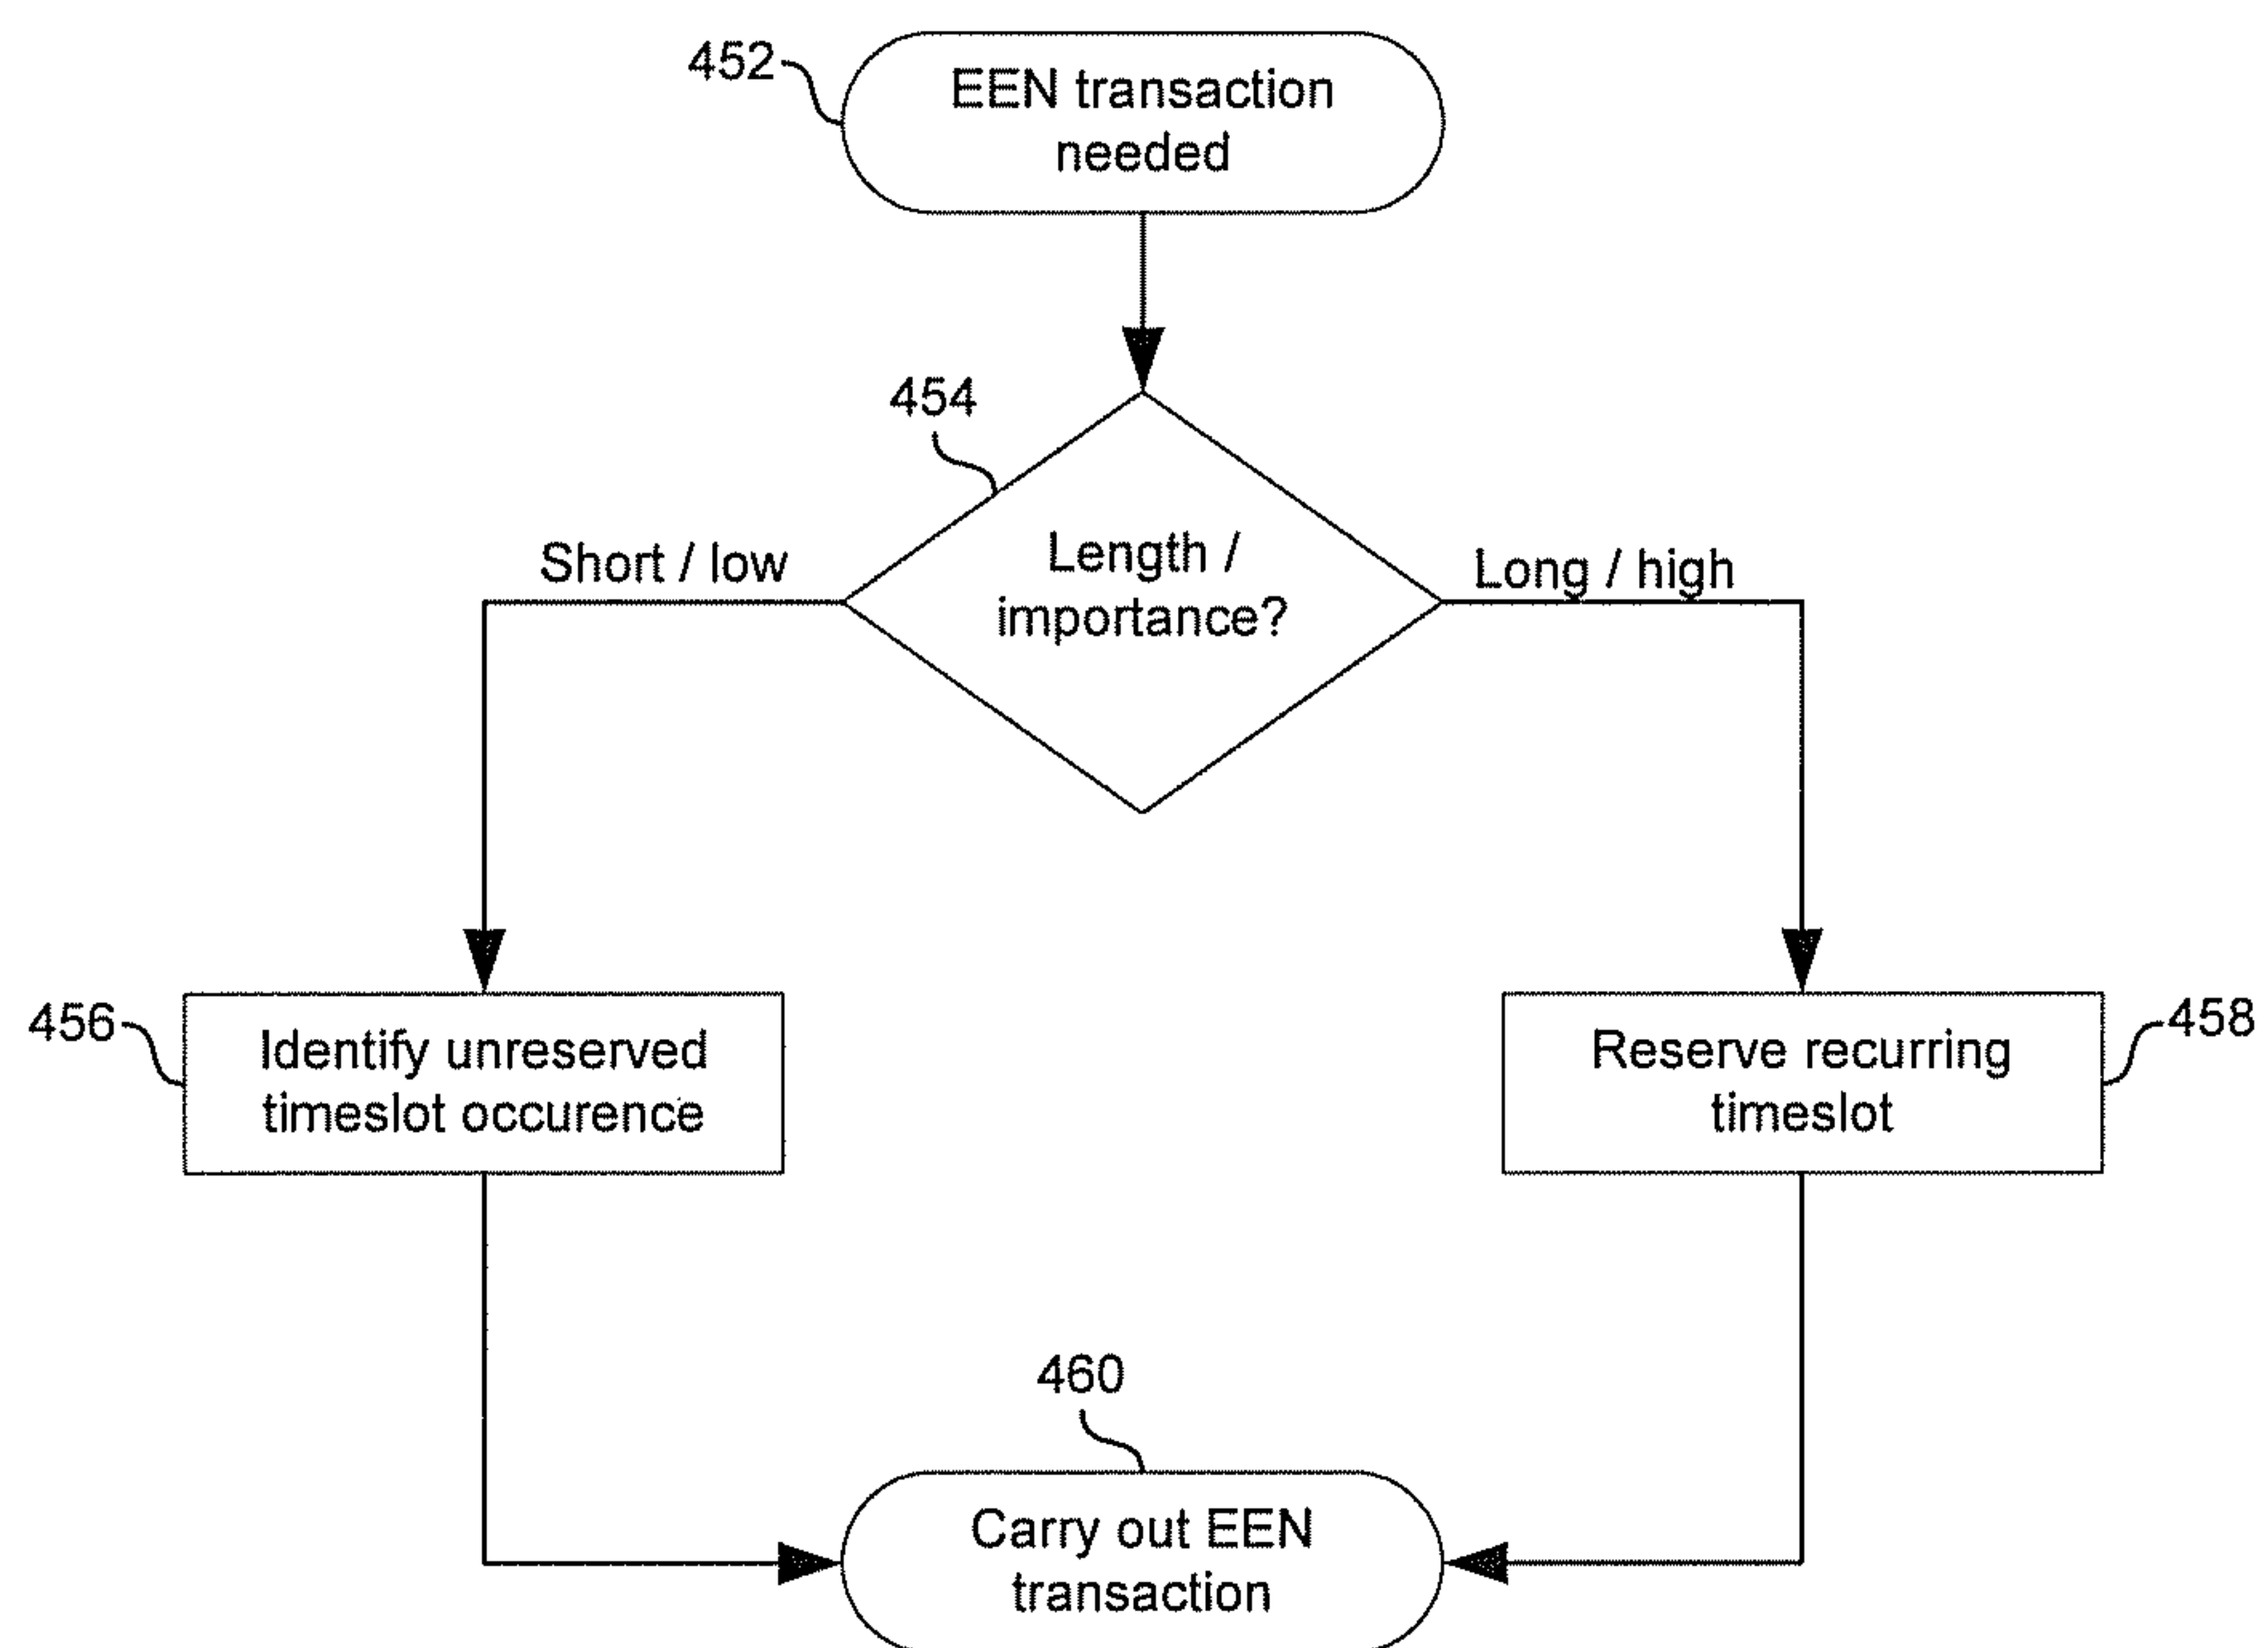 452
EEN transaction
needed
454
Short / low
Length /
importance?
Long / high
456
Identify unreserved
timeslot occurence
Reserve recurring
timeslot
458
460
Carry out EEN
transaction